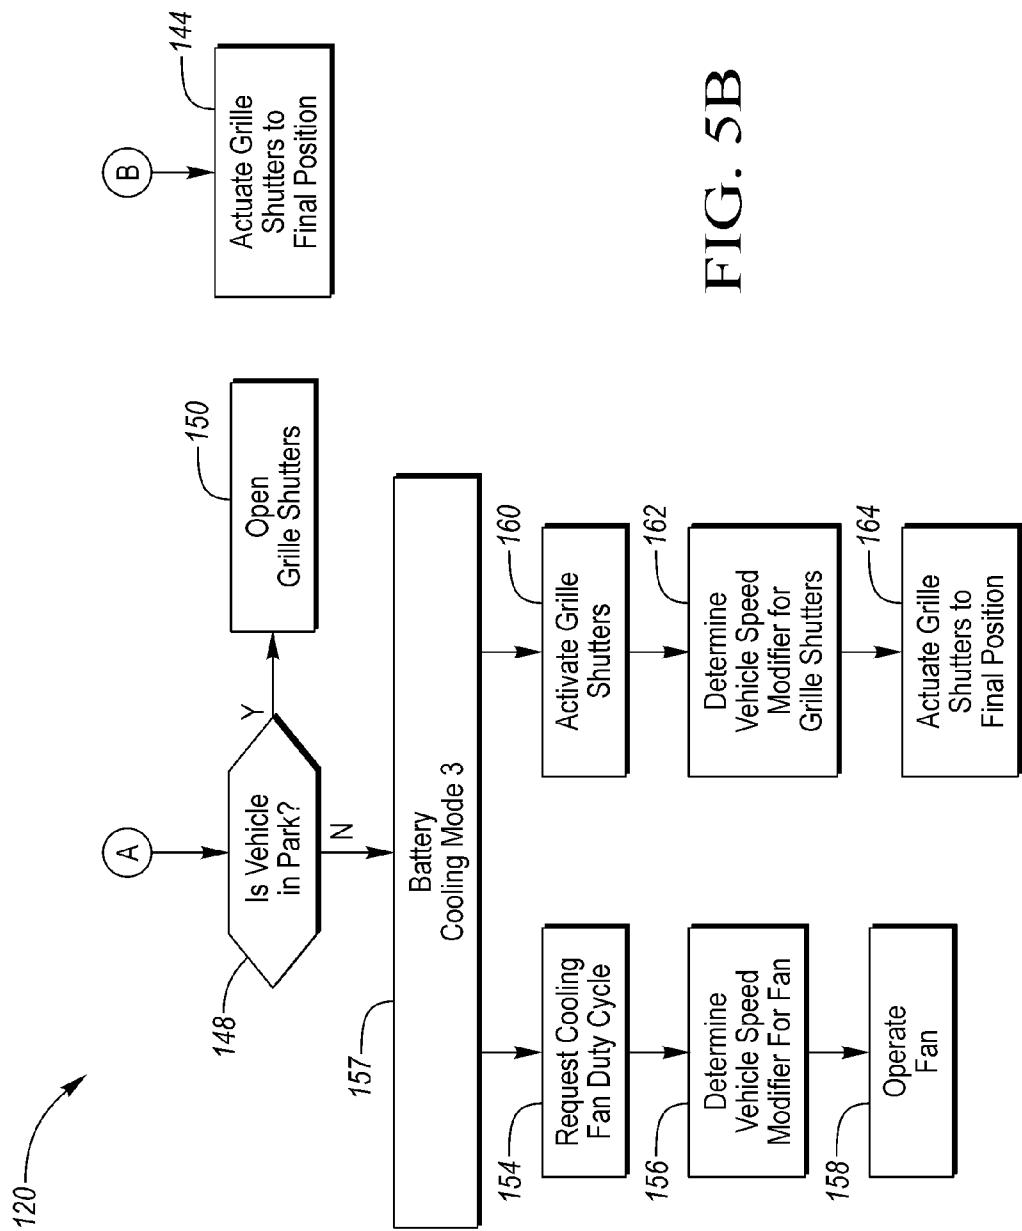 120
A
148
Is Vehicle
in Park?
Y
N
150
Open
Grille Shutters
B
144
Actuate Grille
Shutters to
Final Position
157
Battery
Cooling Mode 3
154
Request Cooling
Fan Duty Cycle
156
Determine
Vehicle Speed
Modifier For Fan
158
Operate
Fan
160
Activate Grille
Shutters
162
Determine
Vehicle Speed
Modifier for
Grille Shutters
164
Actuate Grille
Shutters to
Final Position
FIG. 5B